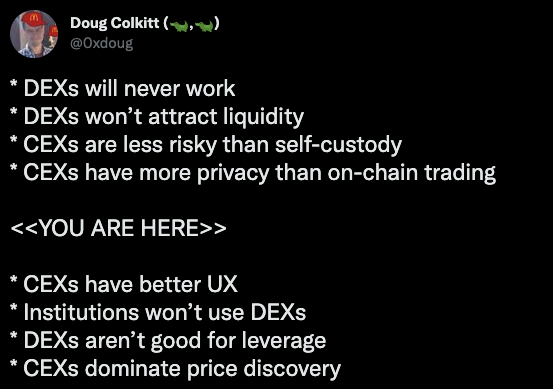 Doug Colkitt (🦎,🦎)
@0xdoug
* DEXs will never work
* DEXs won’t attract liquidity
* CEXs are less risky than self-custody
* CEXs have more privacy than on-chain trading
<<YOU ARE HERE>>
* CEXs have better UX
* Institutions won’t use DEXs
* DEXs aren’t good for leverage
* CEXs dominate price discovery